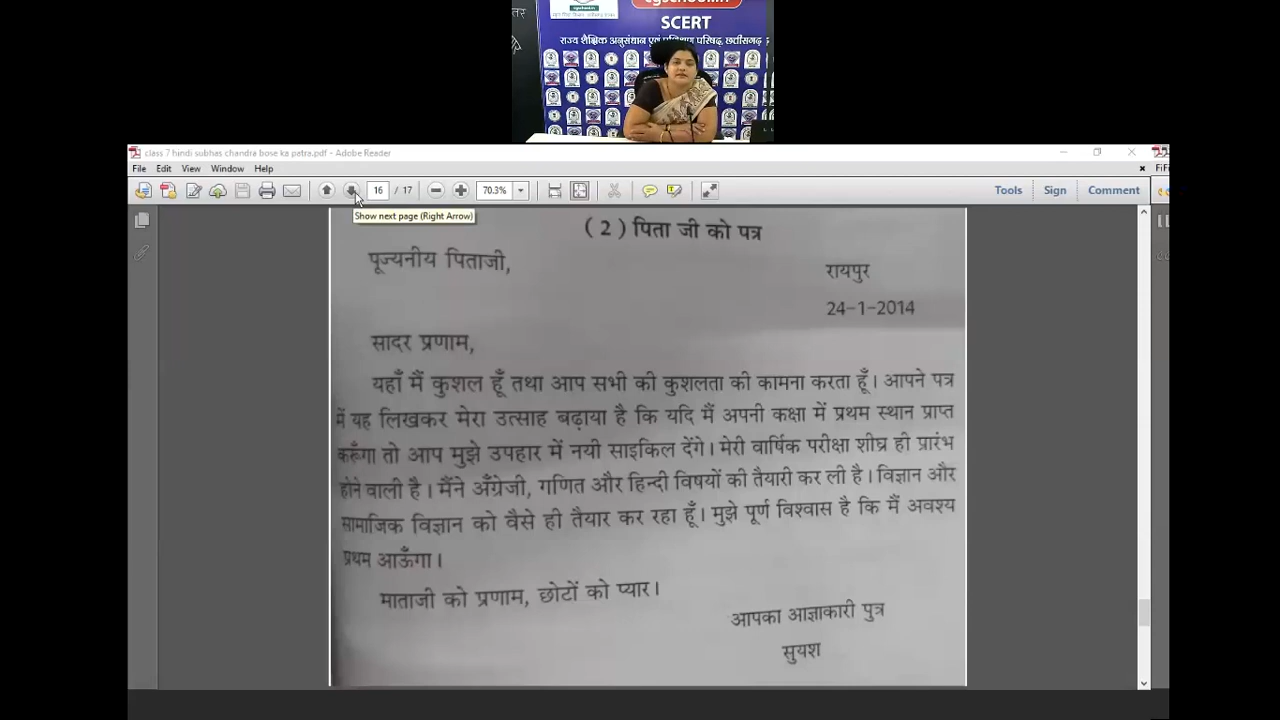 cgschool.in
SCERT
राज्य शैक्षिक अनुसंधान एवं प्रशिक्षण परिषद, छत्तीसगढ़
class 7 hindi subhas chandra bose ka patra.pdf - Adobe Reader
File Edit View Window Help
16 / 17 70.3% Tools Sign Comment
Show next page (Right Arrow)
( 2 ) पिता जी को पत्र
पूज्यनीय पिताजी,
रायपुर
24-1-2014
सादर प्रणाम,
यहाँ मैं कुशल हूँ तथा आप सभी की कुशलता की कामना करता हूँ। आपने पत्र
में यह लिखकर मेरा उत्साह बढ़ाया है कि यदि मैं अपनी कक्षा में प्रथम स्थान प्राप्त
करूँगा तो आप मुझे उपहार में नयी साइकिल देंगे। मेरी वार्षिक परीक्षा शीघ्र ही प्रारंभ
होने वाली है। मैंने अँग्रेजी, गणित और हिन्दी विषयों की तैयारी कर ली है। विज्ञान और
सामाजिक विज्ञान को वैसे ही तैयार कर रहा हूँ। मुझे पूर्ण विश्वास है कि मैं अवश्य
प्रथम आऊँगा।
माताजी को प्रणाम, छोटों को प्यार।
आपका आज्ञाकारी पुत्र
सुयश